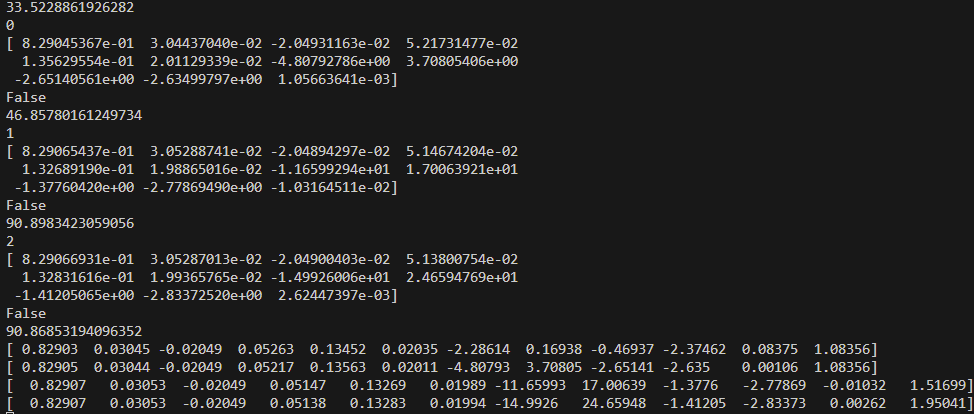 33.5228861926282
0
[ 8.29045367e-01  3.04437040e-02 -2.04931163e-02  5.21731477e-02
  1.35629554e-01  2.01129339e-02 -4.80792786e+00  3.70805406e+00
 -2.65140561e+00 -2.63499797e+00  1.05663641e-03]
False
46.85780161249734
1
[ 8.29065437e-01  3.05288741e-02 -2.04894297e-02  5.14674204e-02
  1.32689190e-01  1.98865016e-02 -1.16599294e+01  1.70063921e+01
 -1.37760420e+00 -2.77869490e+00 -1.03164511e-02]
False
90.8983423059056
2
[ 8.29066931e-01  3.05287013e-02 -2.04900403e-02  5.13800754e-02
  1.32831616e-01  1.99365765e-02 -1.49926006e+01  2.46594769e+01
 -1.41205065e+00 -2.83372520e+00  2.62447397e-03]
False
90.86853194096352
[ 0.82903  0.03045 -0.02049  0.05263  0.13452  0.02035 -2.28614  0.16938 -0.46937 -2.37462  0.08375  1.08356]
[ 0.82905  0.03044 -0.02049  0.05217  0.13563  0.02011 -4.80793  3.70805 -2.65141 -2.635    0.00106  1.08356]
[  0.82907   0.03053  -0.02049   0.05147   0.13269   0.01989 -11.65993  17.00639  -1.3776   -2.77869  -0.01032   1.51699]
[  0.82907   0.03053  -0.02049   0.05138   0.13283   0.01994 -14.9926   24.65948  -1.41205  -2.83373   0.00262   1.95041]